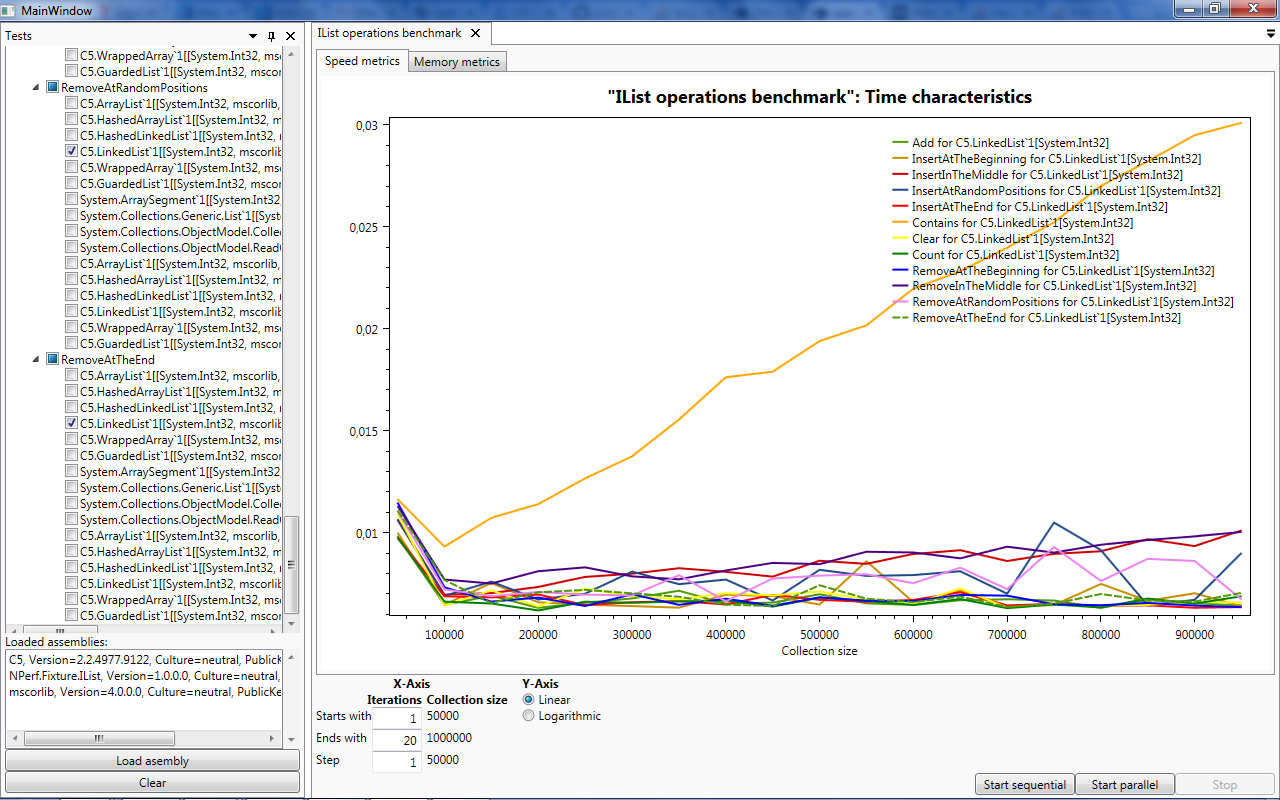 MainWindow
Tests
C5.WrappedArray`1[[System.Int32, mscor
C5.GuardedList`1[[System.Int32, mscor
RemoveAtRandomPositions
C5.ArrayList`1[[System.Int32, mscorlib,
C5.HashedArrayList`1[[System.Int32, m
C5.HashedLinkedList`1[[System.Int32, r
C5.LinkedList`1[[System.Int32, mscorlib
C5.WrappedArray`1[[System.Int32, mso
C5.GuardedList`1[[System.Int32, mscor
System.ArraySegment`1[[System.Int32,
System.Collections.Generic.List`1[[Syst
System.Collections.ObjectModel.Collec
System.Collections.ObjectModel.Read(
C5.ArrayList`1[[System.Int32, mscorlib,
C5.HashedArrayList`1[[System.Int32, m
C5.HashedLinkedList`1[[System.Int32, r
C5.LinkedList`1[[System.Int32, mscorlib
C5.WrappedArray`1[[System.Int32, mso
C5.GuardedList`1[[System.Int32, mscor
RemoveAtTheEnd
C5.ArrayList`1[[System.Int32, mscorlib,
C5.HashedArrayList`1[[System.Int32, m
C5.HashedLinkedList`1[[System.Int32, r
C5.LinkedList`1[[System.Int32, mscorlib
C5.WrappedArray`1[[System.Int32, mso
C5.GuardedList`1[[System.Int32, mscor
System.ArraySegment`1[[System.Int32,
System.Collections.Generic.List`1[[Syst
System.Collections.ObjectModel.Collec
System.Collections.ObjectModel.Read(
C5.ArrayList`1[[System.Int32, mscorlib,
C5.HashedArrayList`1[[System.Int32, m
C5.HashedLinkedList`1[[System.Int32, r
C5.LinkedList`1[[System.Int32, mscorlib
C5.WrappedArray`1[[System.Int32, mso
C5.GuardedList`1[[System.Int32, mscor
Loaded assemblies:
C5, Version=2.2.4977.9122, Culture=neutral, PublicK
NPerf.Fixture.IList, Version=1.0.0.0, Culture=neutral,
mscorlib, Version=4.0.0.0, Culture=neutral, PublicKe
Load asembly
Clear
IList operations benchmark
Speed metrics
Memory metrics
"IList operations benchmark": Time characteristics
0,03
0,025
0,02
0,015
0,01
Add for C5.LinkedList`1[System.Int32]
InsertAtTheBeginning for C5.LinkedList`1[System.Int32]
InsertInTheMiddle for C5.LinkedList`1[System.Int32]
InsertAtRandomPositions for C5.LinkedList`1[System.Int32]
InsertAtTheEnd for C5.LinkedList`1[System.Int32]
Contains for C5.LinkedList`1[System.Int32]
Clear for C5.LinkedList`1[System.Int32]
Count for C5.LinkedList`1[System.Int32]
RemoveAtTheBeginning for C5.LinkedList`1[System.Int32]
RemoveInTheMiddle for C5.LinkedList`1[System.Int32]
RemoveAtRandomPositions for C5.LinkedList`1[System.Int32]
RemoveAtTheEnd for C5.LinkedList`1[System.Int32]
100000 200000 300000 400000 500000 600000 700000 800000 900000
Collection size
X-Axis
Iterations Collection size
Starts with 1 50000
Ends with 20 1000000
Step 1 50000
Y-Axis
Linear
Logarithmic
Start sequential
Start parallel
Stop